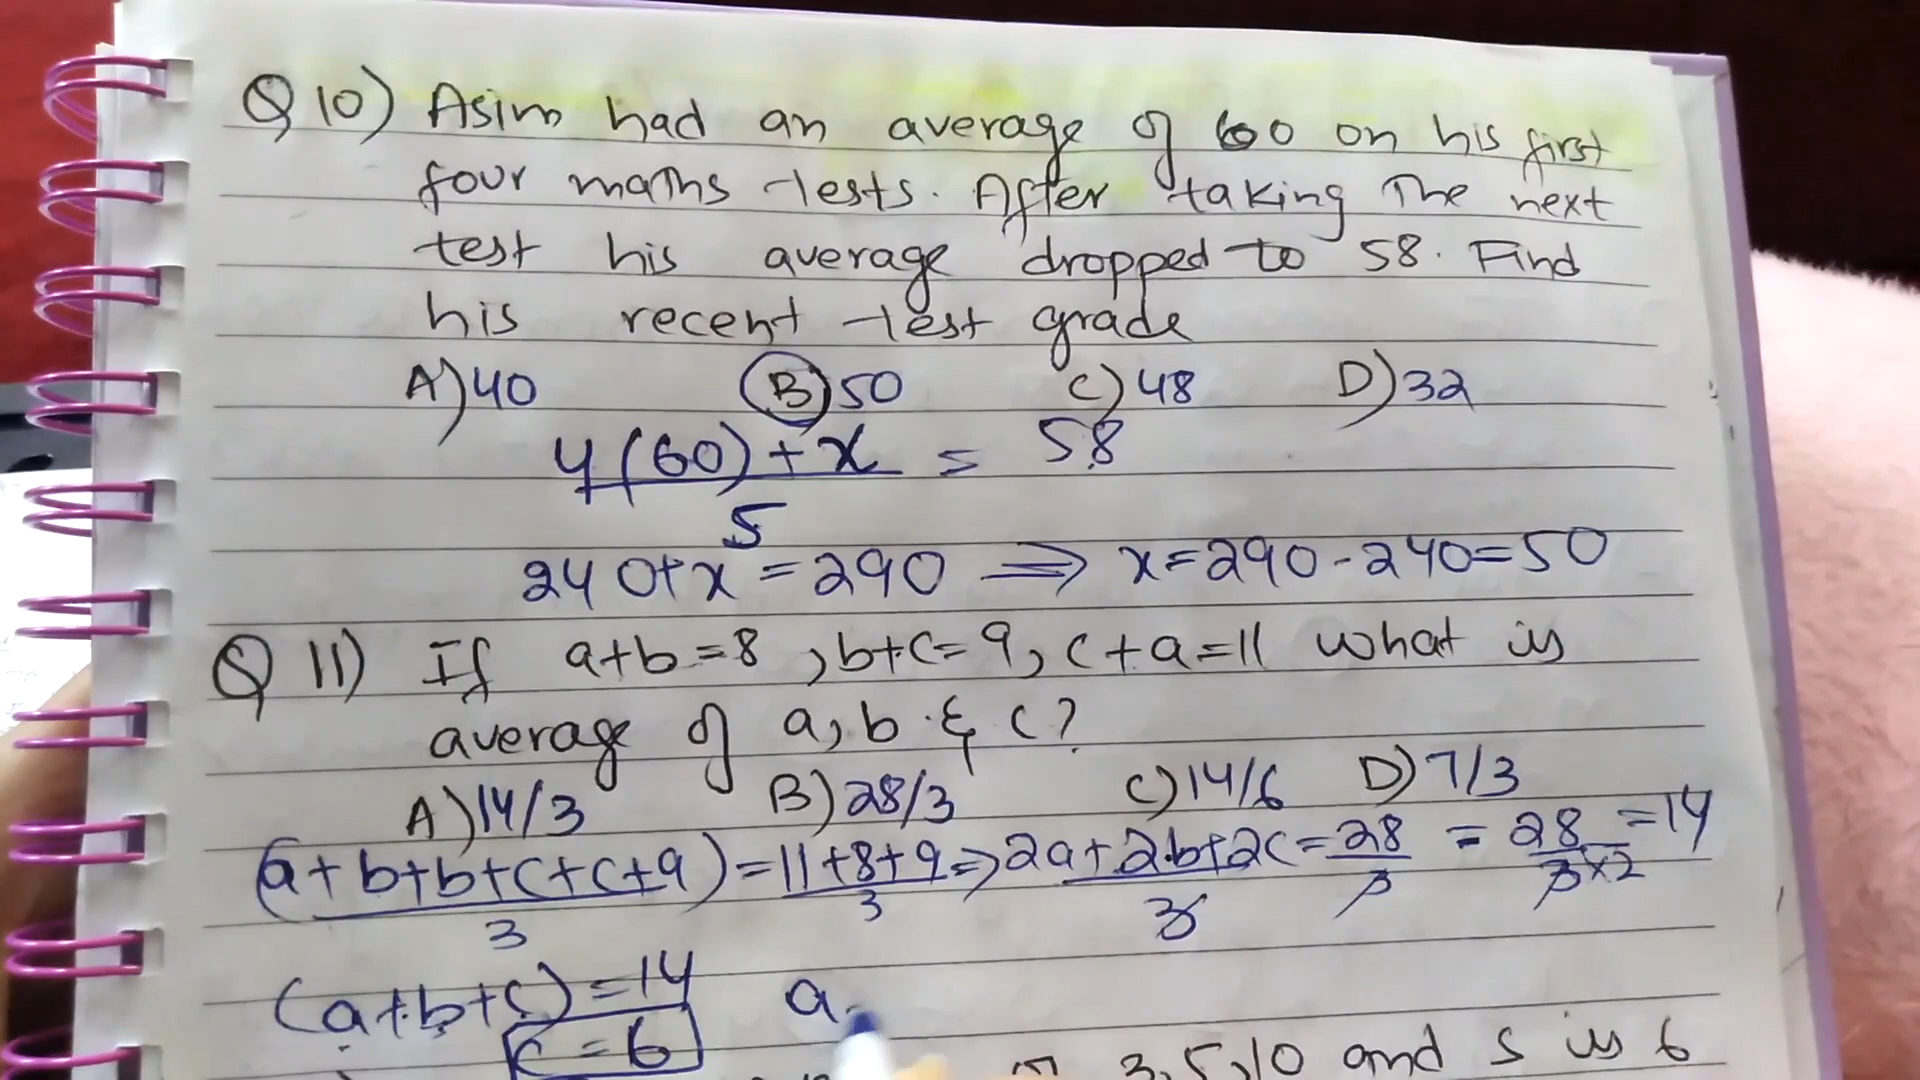 Q 10) Asim had an average of 60 on his first
four maths tests. After taking The next
test his average dropped to 58. Find
his recent test grade
A) 40 B) 50 C) 48 D) 32
4(60)+x = 58
5
240+x = 290 => x=290-240=50
Q 11) If a+b=8, b+c=9, c+a=11 what is
average of a, b & c?
A) 14/3 B) 28/3 C) 14/6 D) 7/3
(a+b+b+c+c+a) = 11+8+9 => 2a+2b+2c = 28 = 28 = 14
3 3 3 3 3x2
(a+b+c) = 14 a
c = 6
3, 5, 10 and 5 is 6